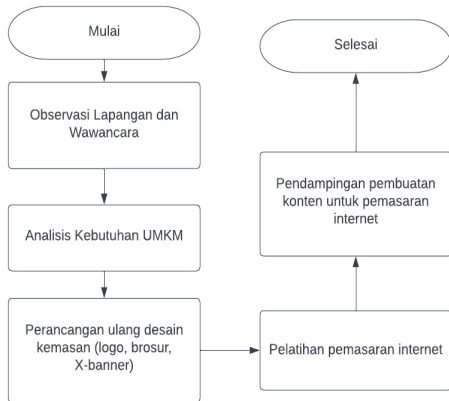 Mulai
Observasi Lapangan dan
Wawancara
Analisis Kebutuhan UMKM
Perancangan ulang desain
kemasan (logo, brosur,
X-banner)
Pelatihan pemasaran internet
Pendampingan pembuatan
konten untuk pemasaran
internet
Selesai